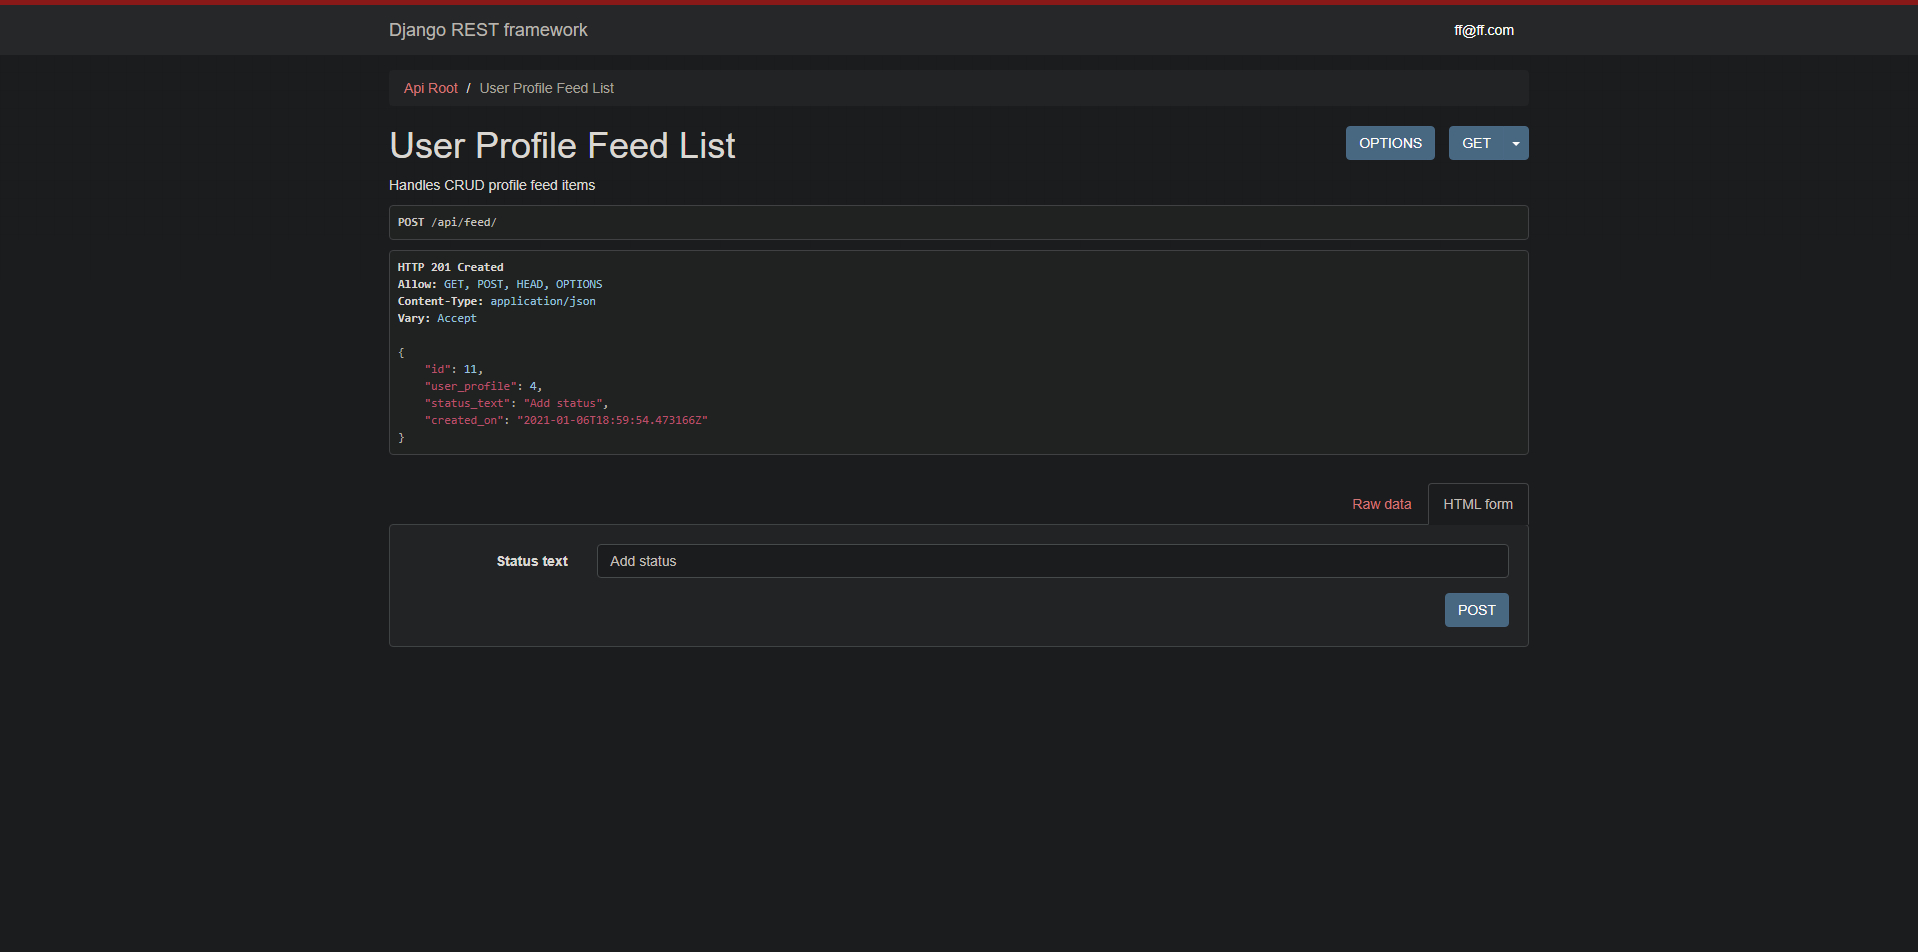 Django REST framework
ff@ff.com
Api Root / User Profile Feed List
User Profile Feed List
OPTIONS
GET
Handles CRUD profile feed items
POST /api/feed/
HTTP 201 Created
Allow: GET, POST, HEAD, OPTIONS
Content-Type: application/json
Vary: Accept
{
    "id": 11,
    "user_profile": 4,
    "status_text": "Add status",
    "created_on": "2021-01-06T18:59:54.473166Z"
}
Raw data
HTML form
Status text
Add status
POST